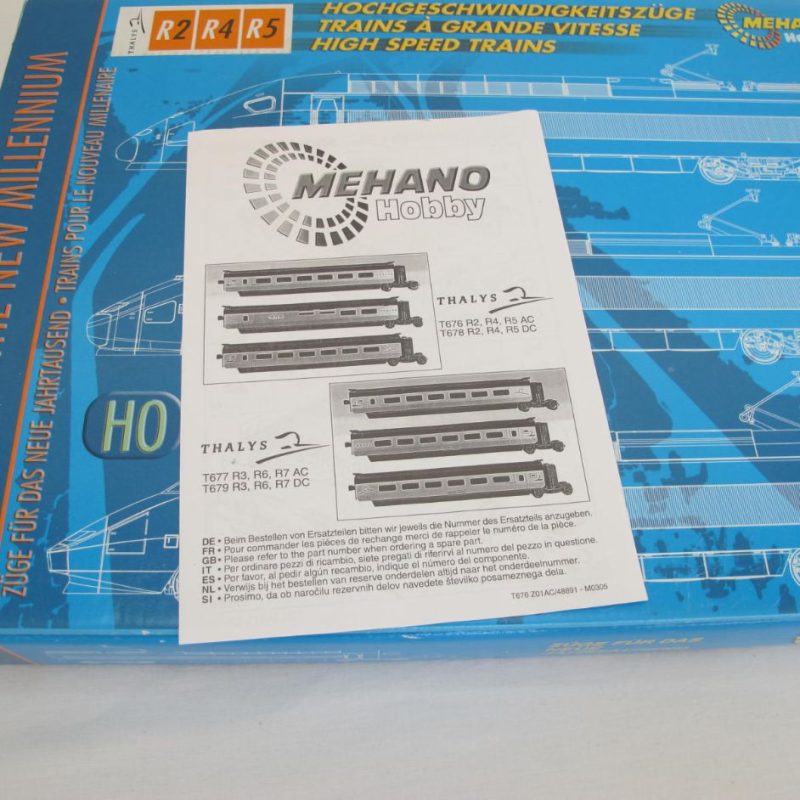 THALYS
R2 R4 R5
HOCHGESCHWINDIGKEITSZÜGE
TRAINS À GRANDE VITESSE
HIGH SPEED TRAINS
MEHANO
THE NEW MILLENNIUM
ZÜGE FÜR DAS NEUE JAHRTAUSEND • TRAINS POUR LE NOUVEAU MILLENAIRE
HO
MEHANO
Hobby
THALYS
T676 R2, R4, R5 AC
T678 R2, R4, R5 DC
THALYS
T677 R3, R6, R7 AC
T679 R3, R6, R7 DC
DE • Beim Bestellen von Ersatzteilen bitten wir jeweils die Nummer des Ersatzteils anzugeben.
FR • Pour commander les pièces de rechange merci de rappeler le numéro de la pièce.
GB • Please refer to the part number when ordering a spare part.
IT • Per ordinare pezzi di ricambio, siete pregati di riferirvi al numero del pezzo in questione.
ES • Por favor, al pedir algún recambio, indique el número del componente.
NL • Verwijs bij het bestellen van reserve onderdelen altijd naar het onderdeelnummer.
SI • Prosimo, da ob naročilu rezervnih delov navedete številko posameznega dela.
T676 Z01AC/48891 - M0305
ZÜGE FÜR DAS